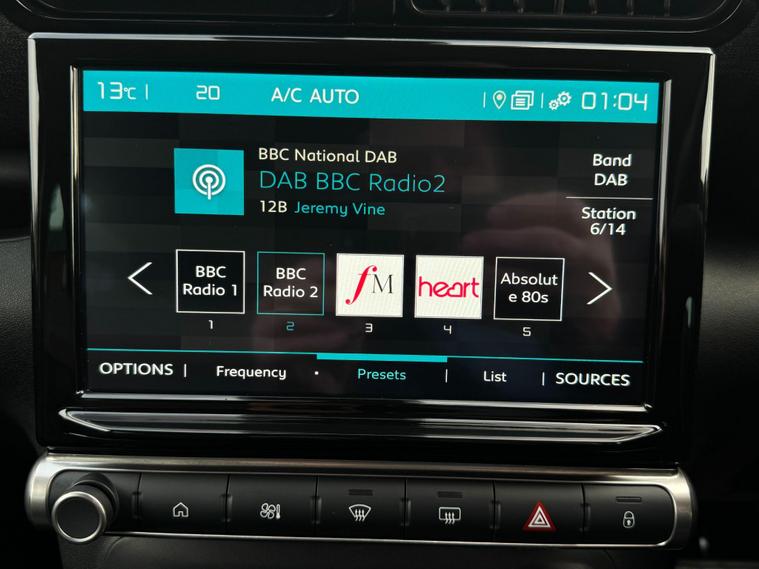 13°C | 20 A/C AUTO 01:04
BBC National DAB
DAB BBC Radio2
12B Jeremy Vine
Band
DAB
Station
6/14
BBC
Radio 1
1
BBC
Radio 2
2
fM
3
heart
4
Absolut
e 80s
5
OPTIONS | Frequency • Presets | List | SOURCES